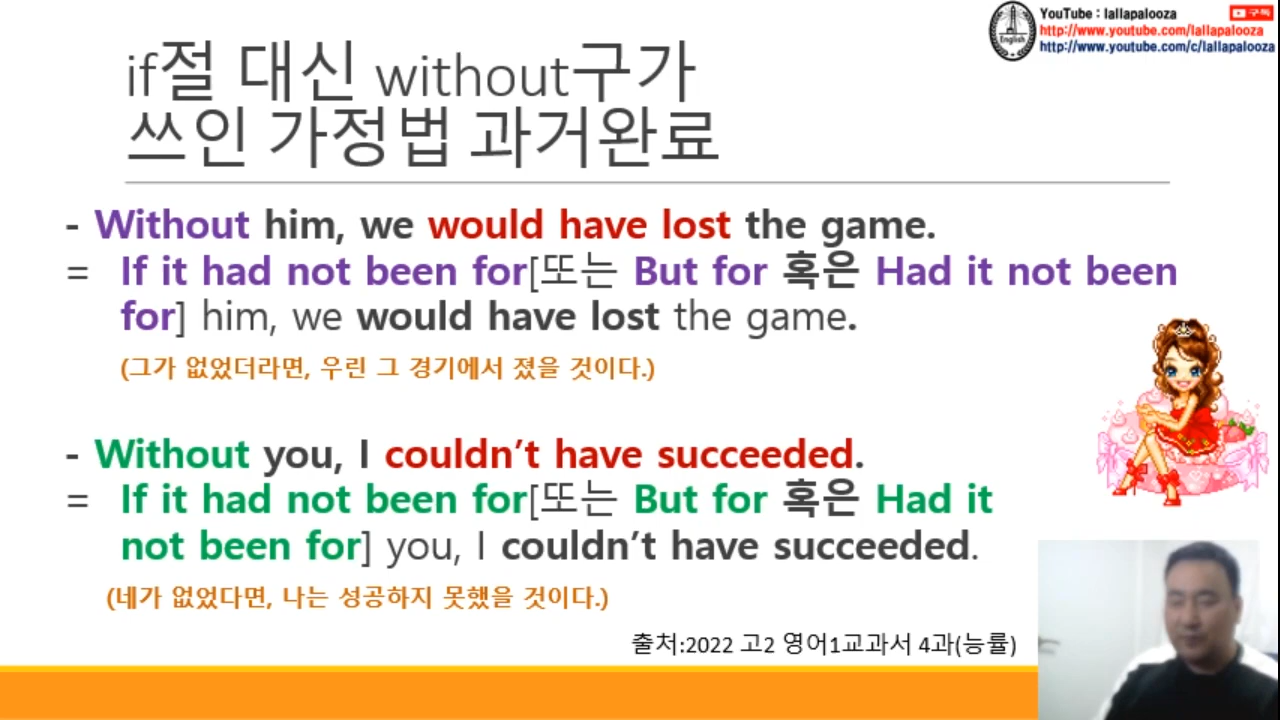 YouTube : lallapalooza
구독
http://www.youtube.com/lallapalooza
http://www.youtube.com/c/lallapalooza
English
if절 대신 without구가
쓰인 가정법 과거완료
- Without him, we would have lost the game.
= If it had not been for[또는 But for 혹은 Had it not been
for] him, we would have lost the game.
(그가 없었더라면, 우린 그 경기에서 졌을 것이다.)
- Without you, I couldn't have succeeded.
= If it had not been for[또는 But for 혹은 Had it
not been for] you, I couldn't have succeeded.
(네가 없었다면, 나는 성공하지 못했을 것이다.)
출처:2022 고2 영어1교과서 4과(능률)